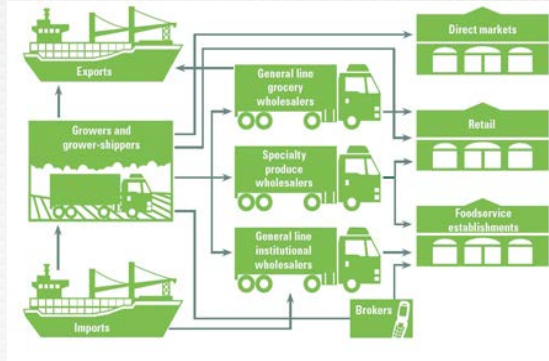 Exports
Growers and
grower-shippers
Imports
General line
grocery
wholesalers
Specialty
produce
wholesalers
General line
institutional
wholesalers
Brokers
Direct markets
Retail
Foodservice
establishments